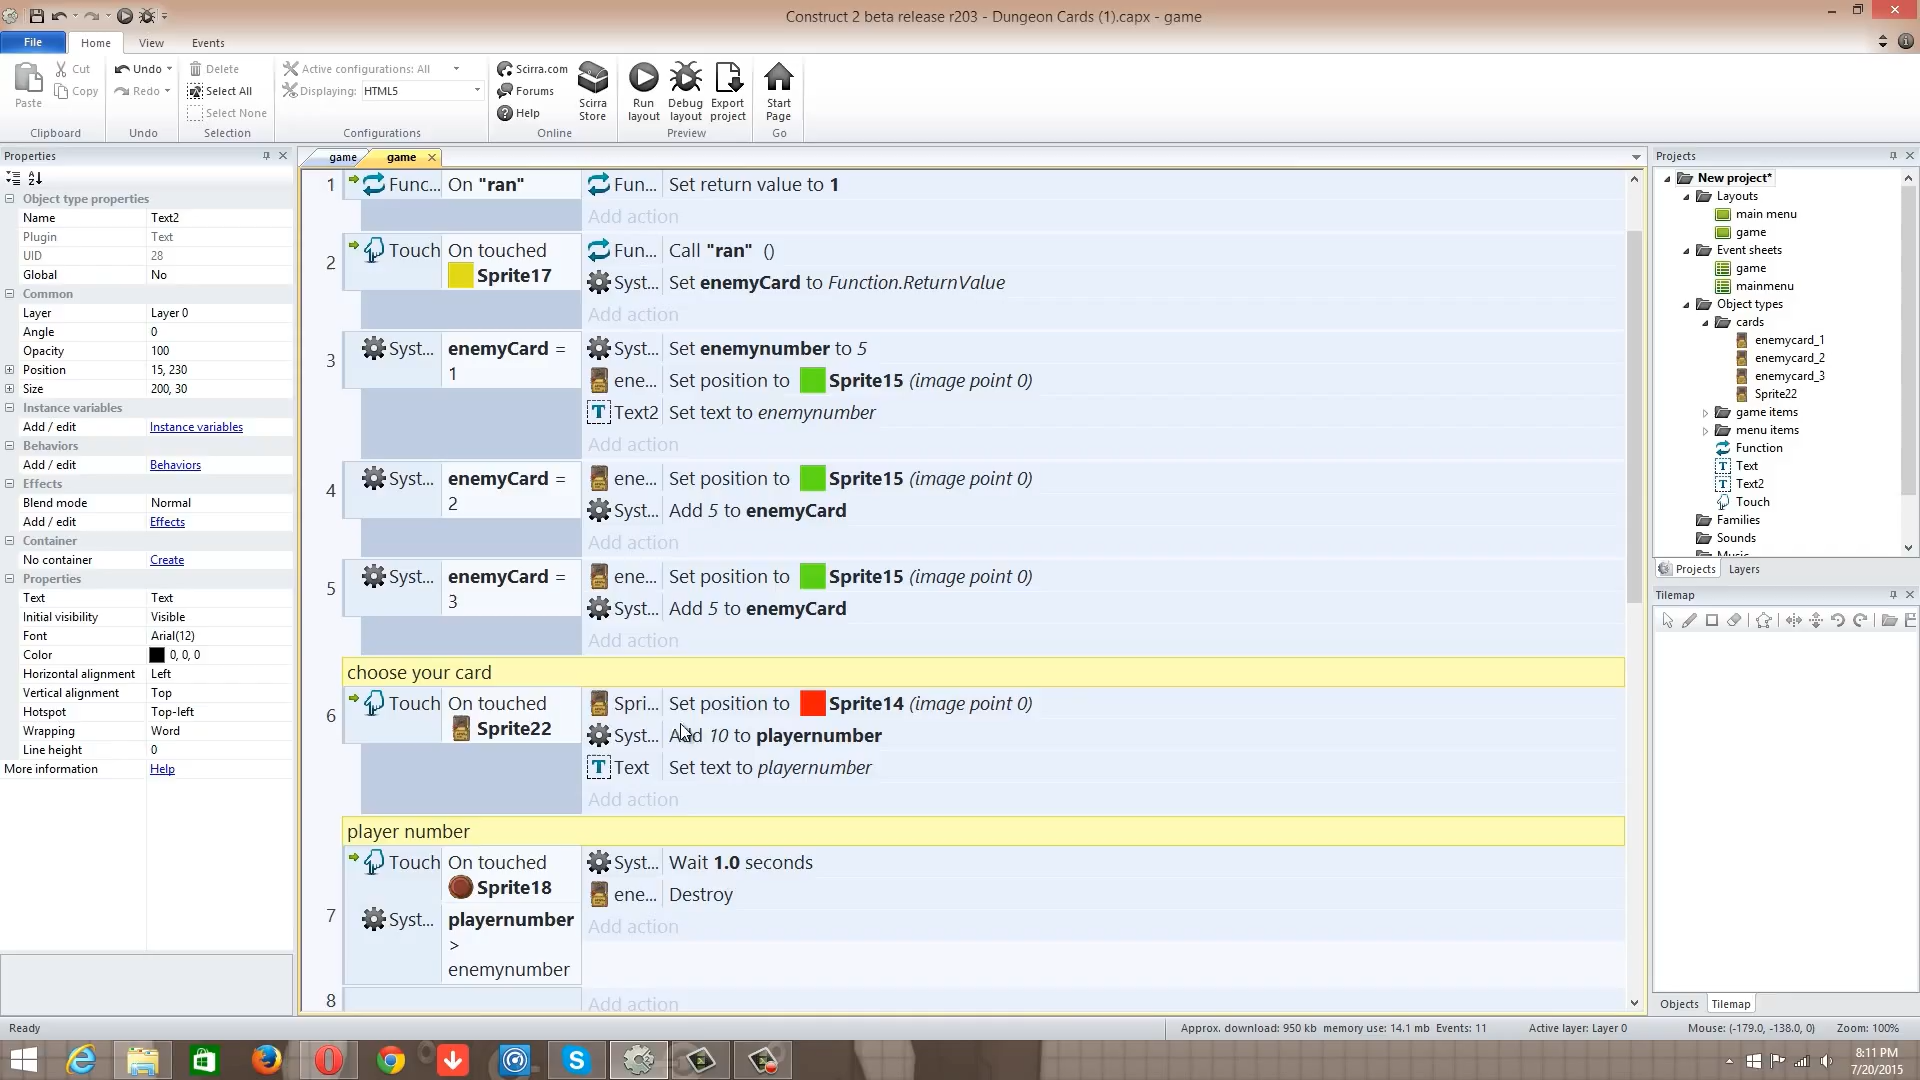 Construct 2 beta release r203 - Dungeon Cards (1).capx - game
File
Home
View
Events
Paste
Cut
Copy
Clipboard
Undo
Redo
Undo
Delete
Select All
Select None
Selection
Active configurations: All
Displaying:
HTML5
Configurations
Scirra.com
Forums
Help
Scirra
Store
Online
Run
layout
Debug
layout
Export
project
Preview
Start
Page
Go
Properties
Object type properties
Name Text2
Plugin Text
UID 28
Global No
Common
Layer Layer 0
Angle 0
Opacity 100
Position 15, 230
Size 200, 30
Instance variables
Add / edit Instance variables
Behaviors
Add / edit Behaviors
Effects
Blend mode Normal
Add / edit Effects
Container
No container Create
Properties
Text Text
Initial visibility Visible
Font Arial(12)
Color 0, 0, 0
Horizontal alignment Left
Vertical alignment Top
Hotspot Top-left
Wrapping Word
Line height 0
More information Help
game
game
1 Func... On "ran" Fun... Set return value to 1
Add action
2 Touch On touched
Sprite17
Fun... Call "ran" ()
Syst... Set enemyCard to Function.ReturnValue
Add action
3 Syst... enemyCard =
1
Syst... Set enemynumber to 5
ene... Set position to Sprite15 (image point 0)
T Text2 Set text to enemynumber
Add action
4 Syst... enemyCard =
2
ene... Set position to Sprite15 (image point 0)
Syst... Add 5 to enemyCard
Add action
5 Syst... enemyCard =
3
ene... Set position to Sprite15 (image point 0)
Syst... Add 5 to enemyCard
Add action
choose your card
6 Touch On touched
Sprite22
Spri... Set position to Sprite14 (image point 0)
Syst... Add 10 to playernumber
T Text Set text to playernumber
Add action
player number
7 Touch On touched
Sprite18
Syst... playernumber
>
enemynumber
Syst... Wait 1.0 seconds
ene... Destroy
Add action
8
Add action
Projects
New project*
Layouts
main menu
game
Event sheets
game
mainmenu
Object types
cards
enemycard_1
enemycard_2
enemycard_3
Sprite22
game items
menu items
Function
T Text
T Text2
Touch
Families
Sounds
Projects
Layers
Tilemap
Objects
Tilemap
Ready
Approx. download: 950 kb memory use: 14.1 mb Events: 11
Active layer: Layer 0
Mouse: (-179.0, -138.0, 0)
Zoom: 100%
8:11 PM
7/20/2015